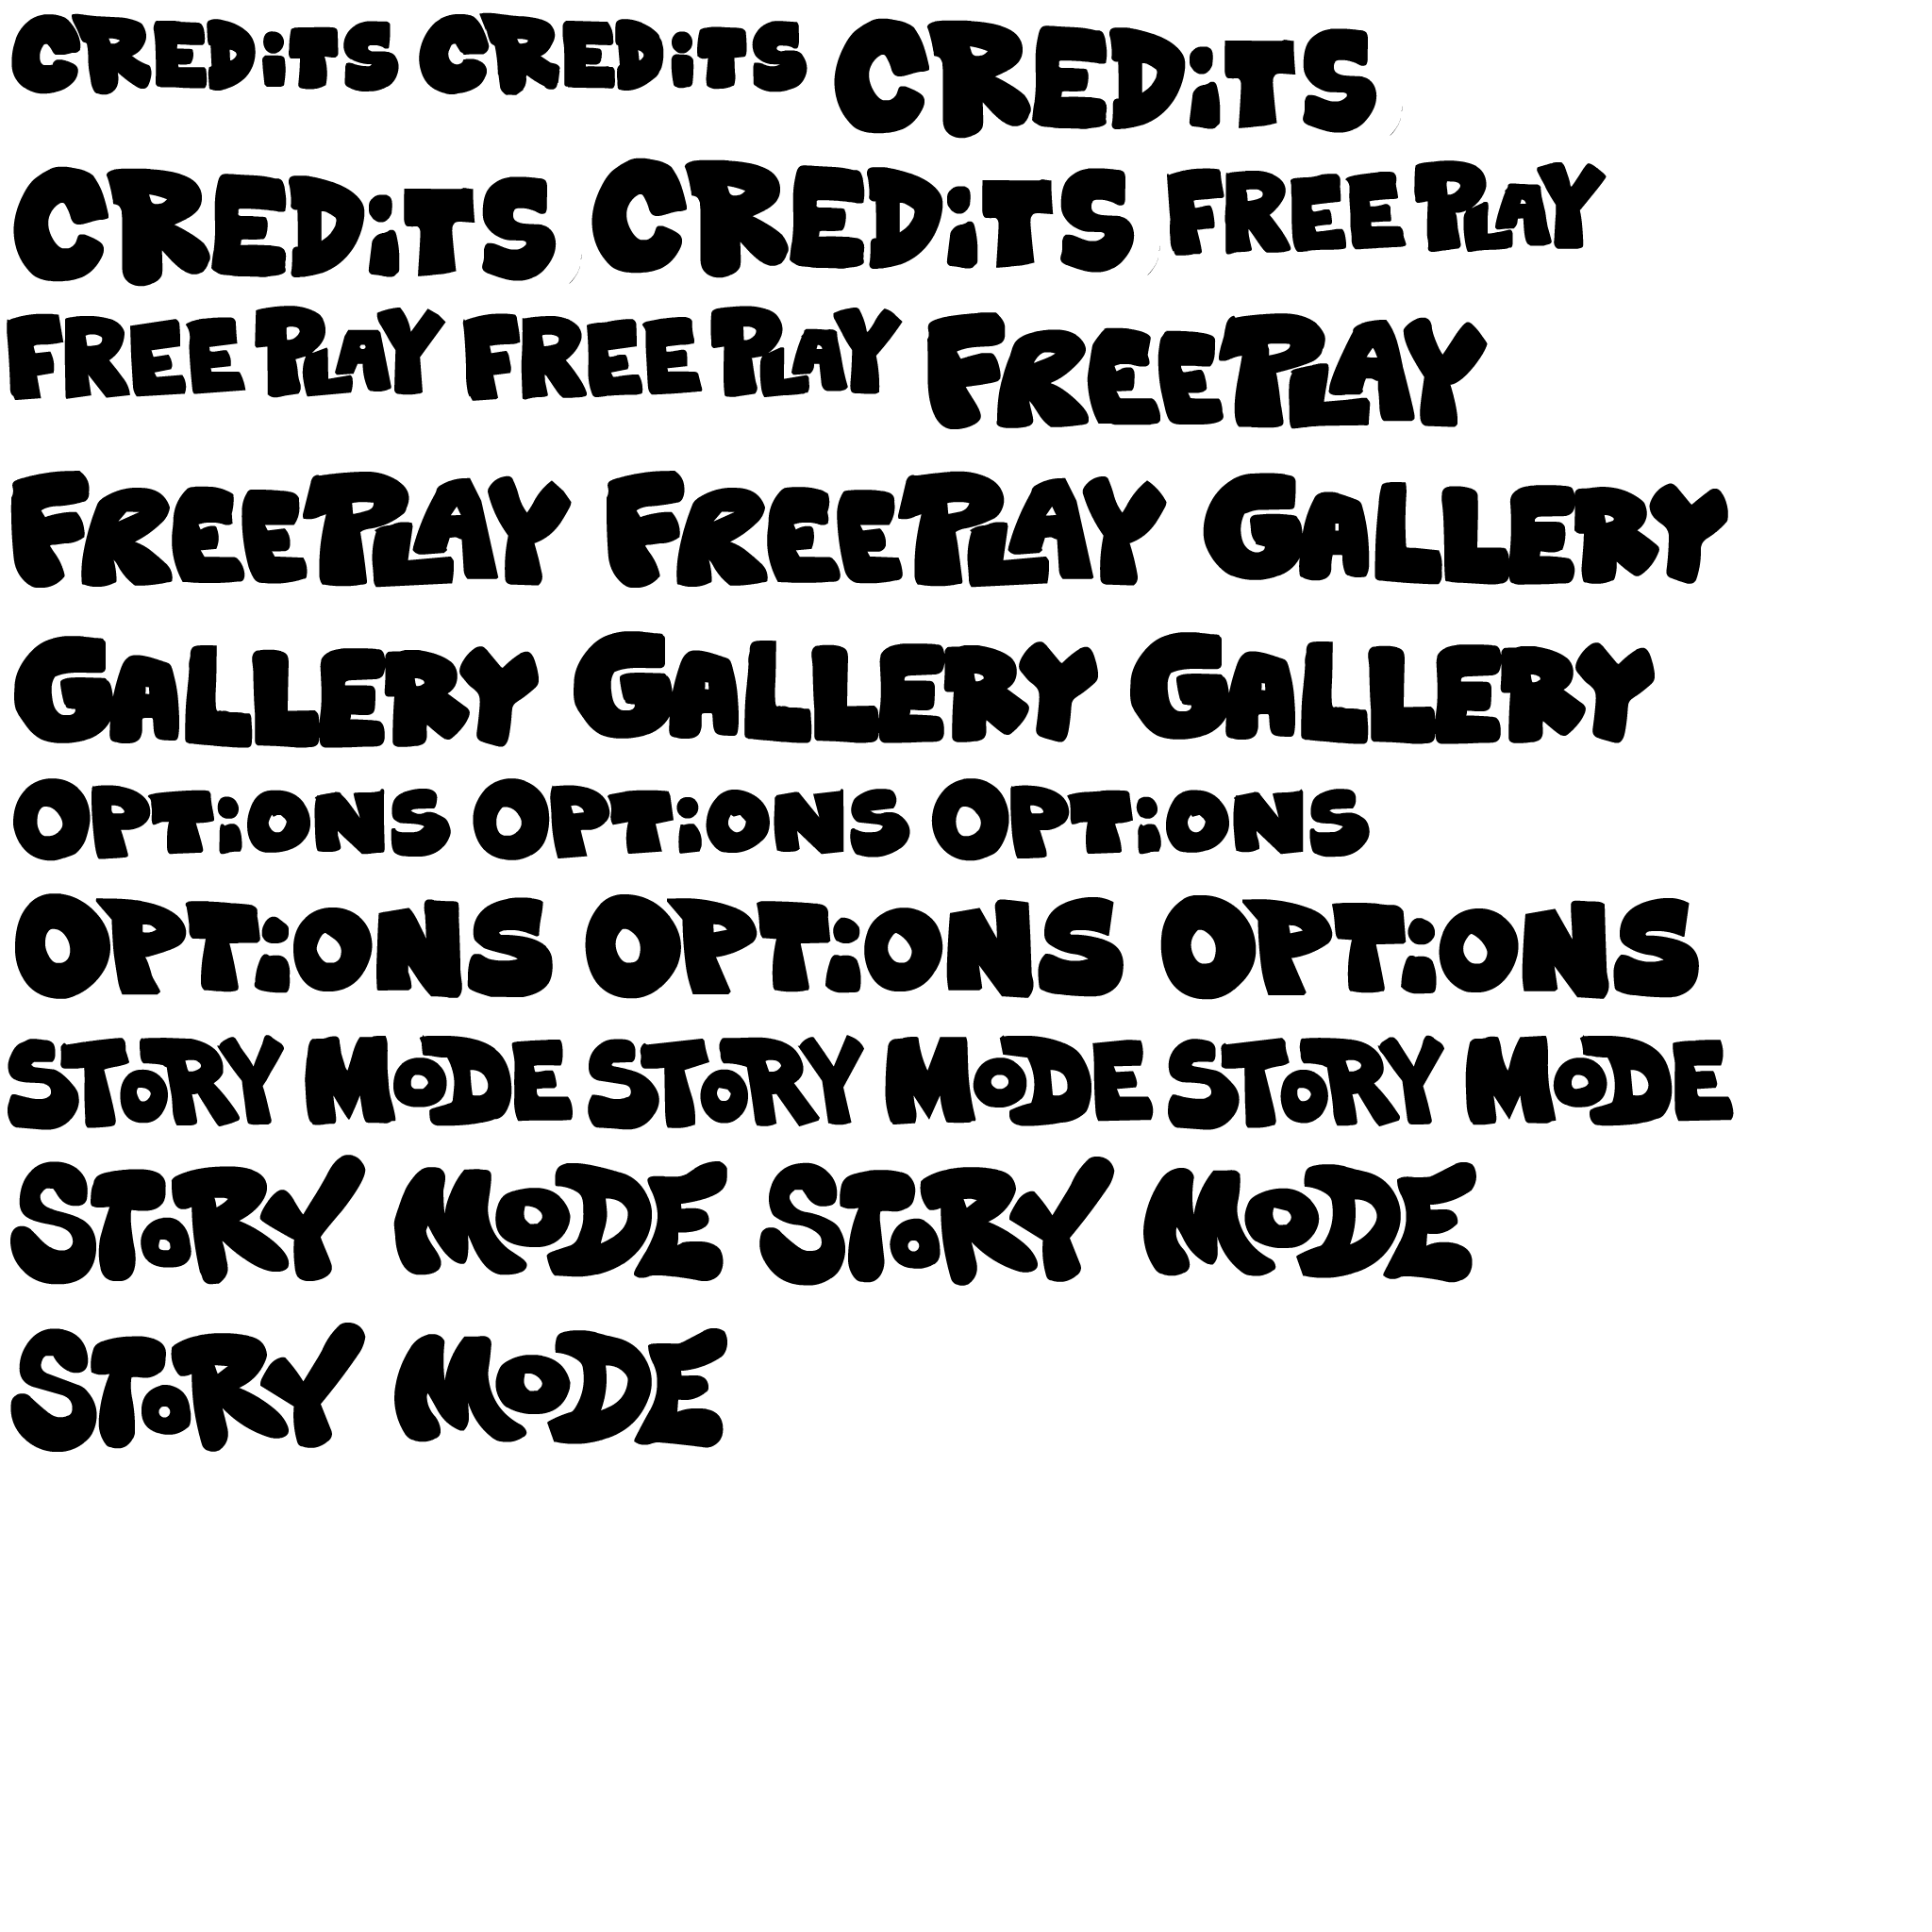 CREDiTS CREDiTS CREDiTS
CREDiTS CREDiTS FREE PLAY
FREE PLAY FREE PLAY FREEPLAY
FREEPLAY FREEPLAY GALLERY
GALLERY GALLERY GALLERY
OPTiONS OPTiONS OPTiONS
OPTiONS OPTiONS OPTiONS
STORY MODE STORY MODE STORY MODE
STORY MODE STORY MODE
STORY MODE